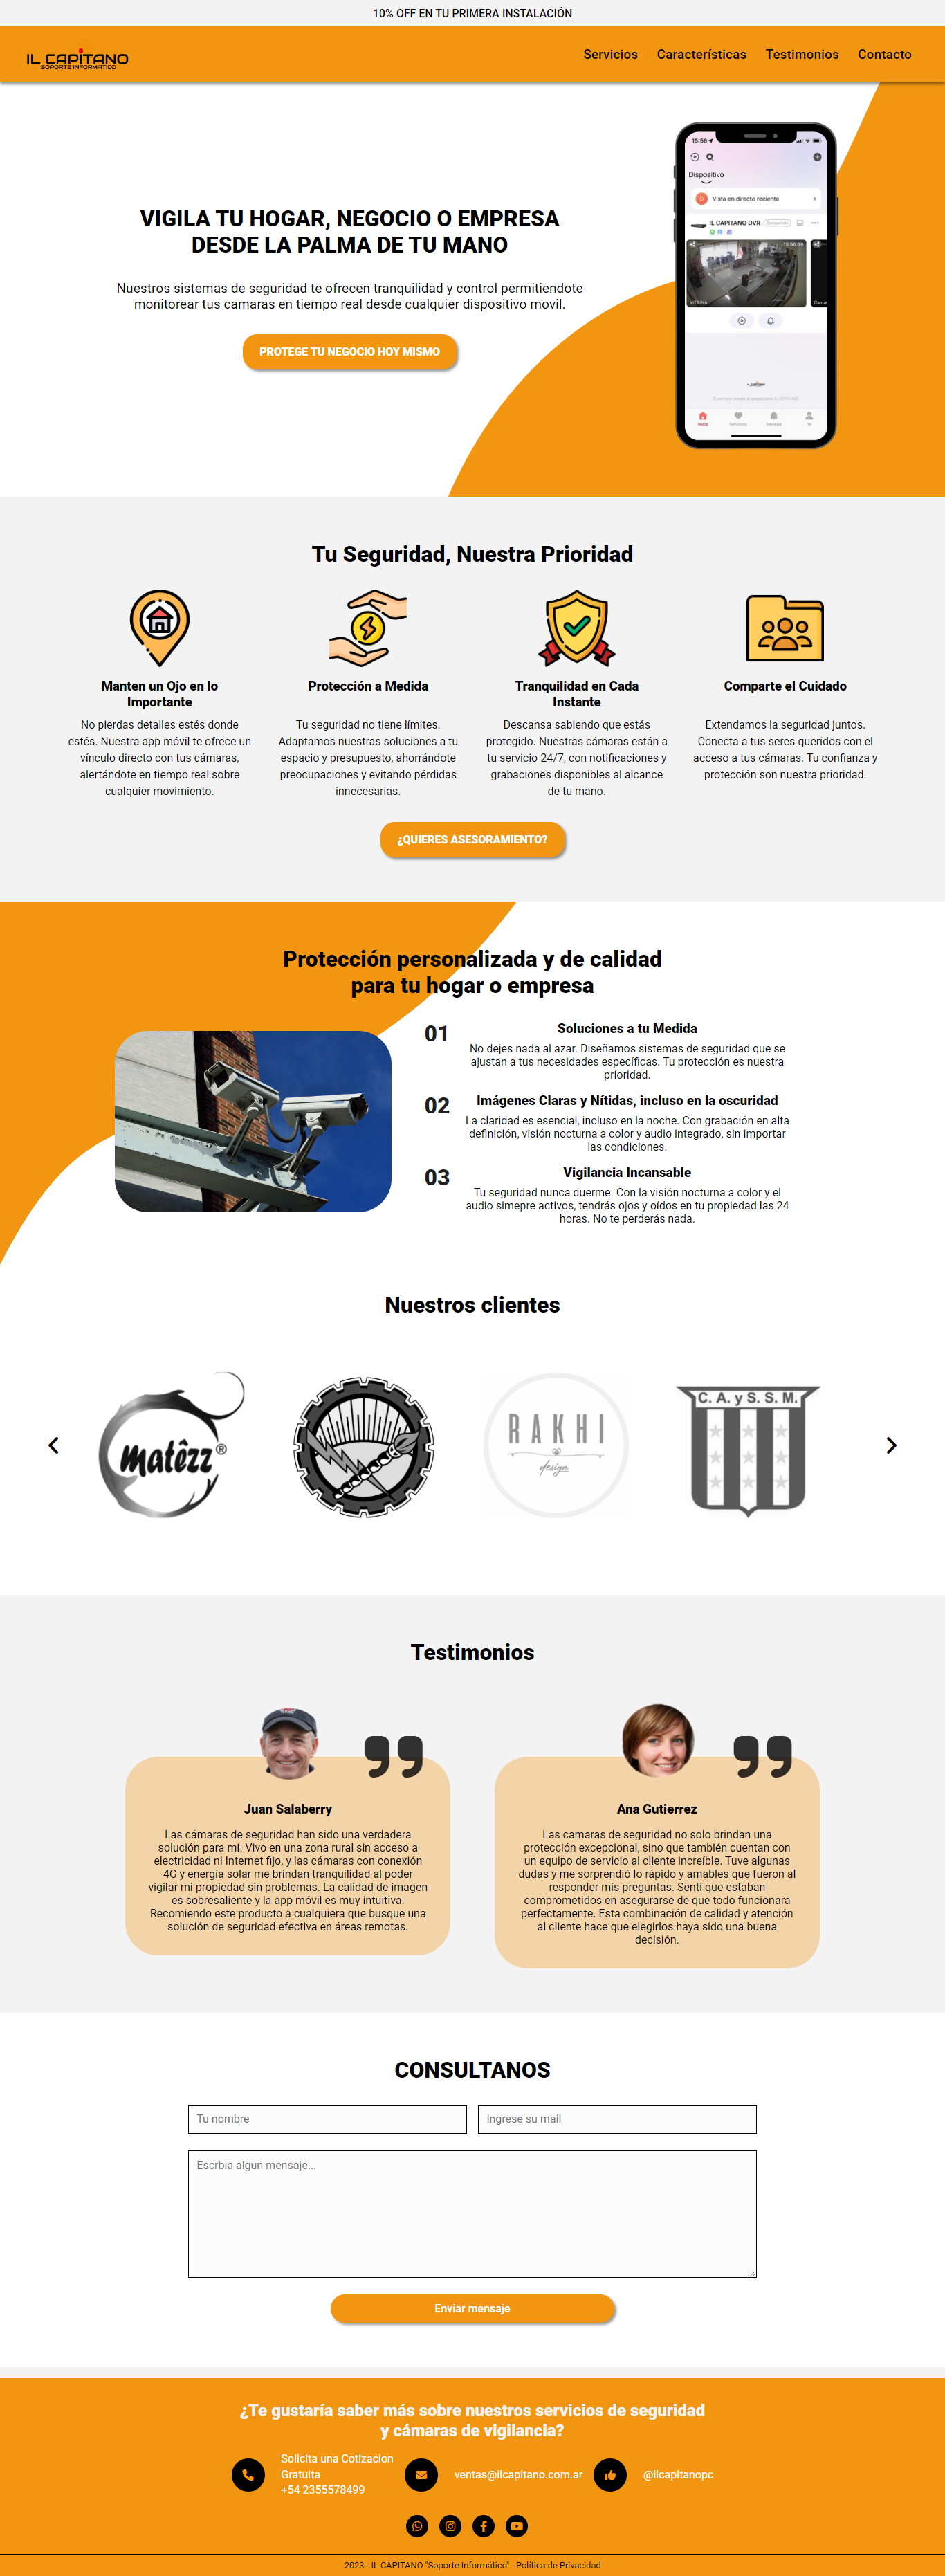 10% OFF EN TU PRIMERA INSTALACIÓN
IL CAPITANO
SOPORTE INFORMÁTICO
Servicios
Características
Testimonios
Contacto
VIGILA TU HOGAR, NEGOCIO O EMPRESA
DESDE LA PALMA DE TU MANO
Nuestros sistemas de seguridad te ofrecen tranquilidad y control permitiendote
monitorear tus camaras en tiempo real desde cualquier dispositivo movil.
PROTEGE TU NEGOCIO HOY MISMO
15:56
Dispositivo
Vista en directo reciente
IL CAPITANO DVR
15:56:09
VITRINA
Tu Seguridad, Nuestra Prioridad
Manten un Ojo en lo
Importante
No pierdas detalles estés donde
estés. Nuestra app móvil te ofrece un
vínculo directo con tus cámaras,
alertándote en tiempo real sobre
cualquier movimiento.
Protección a Medida
Tu seguridad no tiene límites.
Adaptamos nuestras soluciones a tu
espacio y presupuesto, ahorrándote
preocupaciones y evitando pérdidas
innecesarias.
Tranquilidad en Cada
Instante
Descansa sabiendo que estás
protegido. Nuestras cámaras están a
tu servicio 24/7, con notificaciones y
grabaciones disponibles al alcance
de tu mano.
Comparte el Cuidado
Extendamos la seguridad juntos.
Conecta a tus seres queridos con el
acceso a tus cámaras. Tu confianza y
protección son nuestra prioridad.
¿QUIERES ASESORAMIENTO?
Protección personalizada y de calidad
para tu hogar o empresa
01
Soluciones a tu Medida
No dejes nada al azar. Diseñamos sistemas de seguridad que se
ajustan a tus necesidades específicas. Tu protección es nuestra
prioridad.
02
Imágenes Claras y Nítidas, incluso en la oscuridad
La claridad es esencial, incluso en la noche. Con grabación en alta
definición, visión nocturna a color y audio integrado, sin importar
las condiciones.
03
Vigilancia Incansable
Tu seguridad nunca duerme. Con la visión nocturna a color y el
audio simepre activos, tendrás ojos y oídos en tu propiedad las 24
horas. No te perderás nada.
Nuestros clientes
matêzz®
RAKHI
design
C. A. y S. S. M.
Testimonios
Juan Salaberry
Las cámaras de seguridad han sido una verdadera
solución para mi. Vivo en una zona rural sin acceso a
electricidad ni Internet fijo, y las cámaras con conexión
4G y energía solar me brindan tranquilidad al poder
vigilar mi propiedad sin problemas. La calidad de imagen
es sobresaliente y la app móvil es muy intuitiva.
Recomiendo este producto a cualquiera que busque una
solución de seguridad efectiva en áreas remotas.
Ana Gutierrez
Las camaras de seguridad no solo brindan una
protección excepcional, sino que también cuentan con
un equipo de servicio al cliente increíble. Tuve algunas
dudas y me sorprendió lo rápido y amables que fueron al
responder mis preguntas. Sentí que estaban
comprometidos en asegurarse de que todo funcionara
perfectamente. Esta combinación de calidad y atención
al cliente hace que elegirlos haya sido una buena
decisión.
CONSULTANOS
Tu nombre
Ingrese su mail
Escrbia algun mensaje...
Enviar mensaje
¿Te gustaría saber más sobre nuestros servicios de seguridad
y cámaras de vigilancia?
Solicita una Cotizacion
Gratuita
+54 2355578499
ventas@ilcapitano.com.ar
@ilcapitanopc
2023 - IL CAPITANO "Soporte Informático" - Política de Privacidad